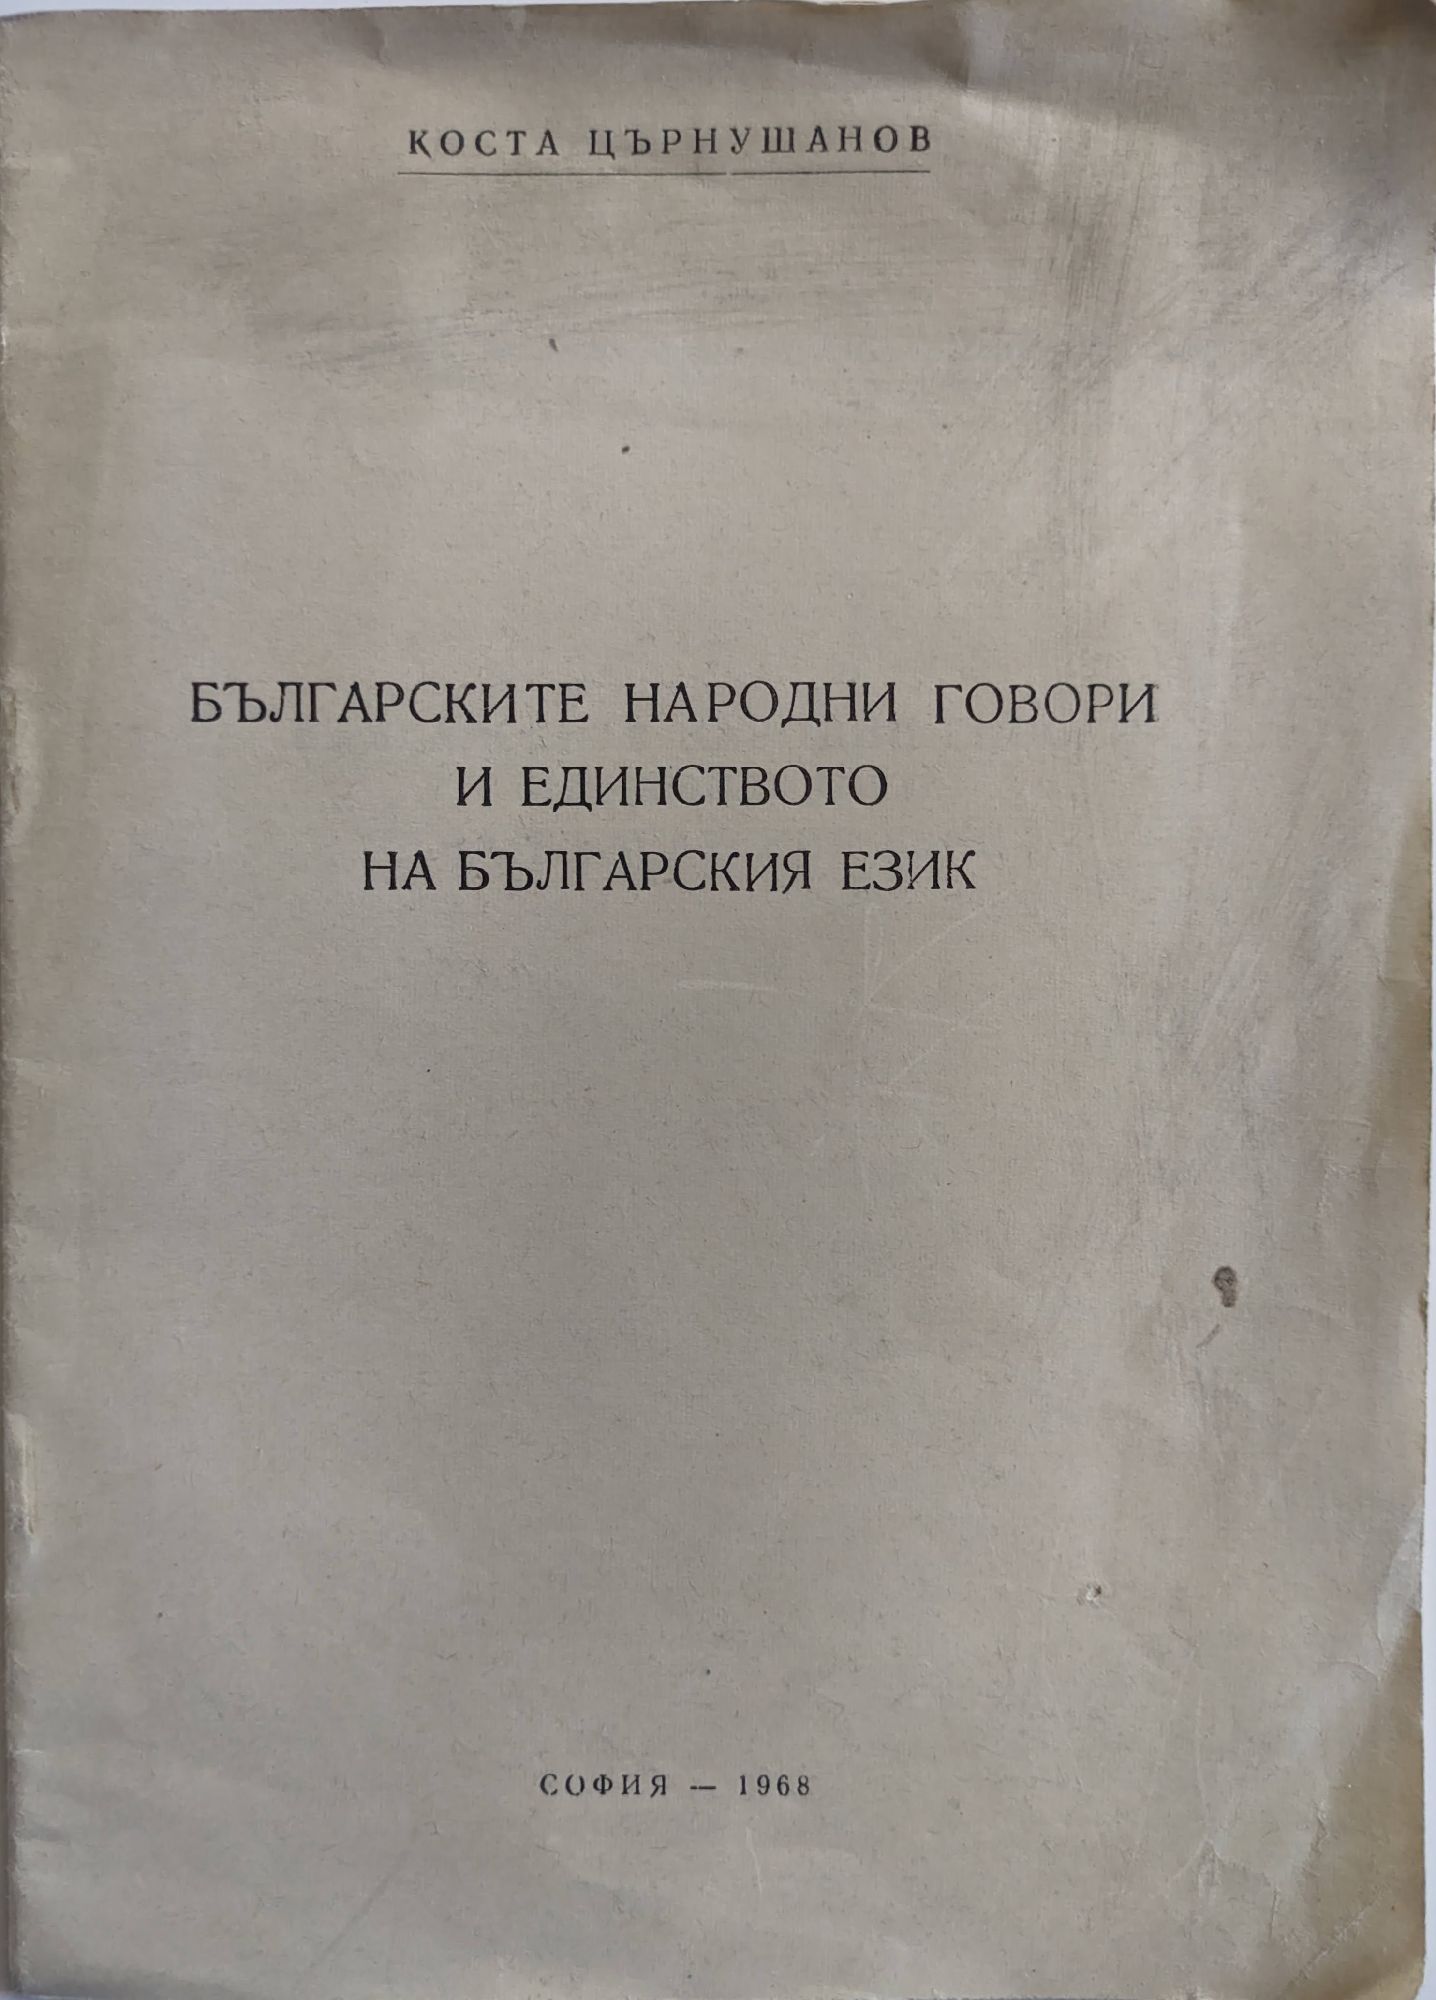 КОСТА ЦЪРНУШАНОВ
БЪЛГАРСКИТЕ НАРОДНИ ГОВОРИ
И ЕДИНСТВОТО
НА БЪЛГАРСКИЯ ЕЗИК
СОФИЯ — 1968